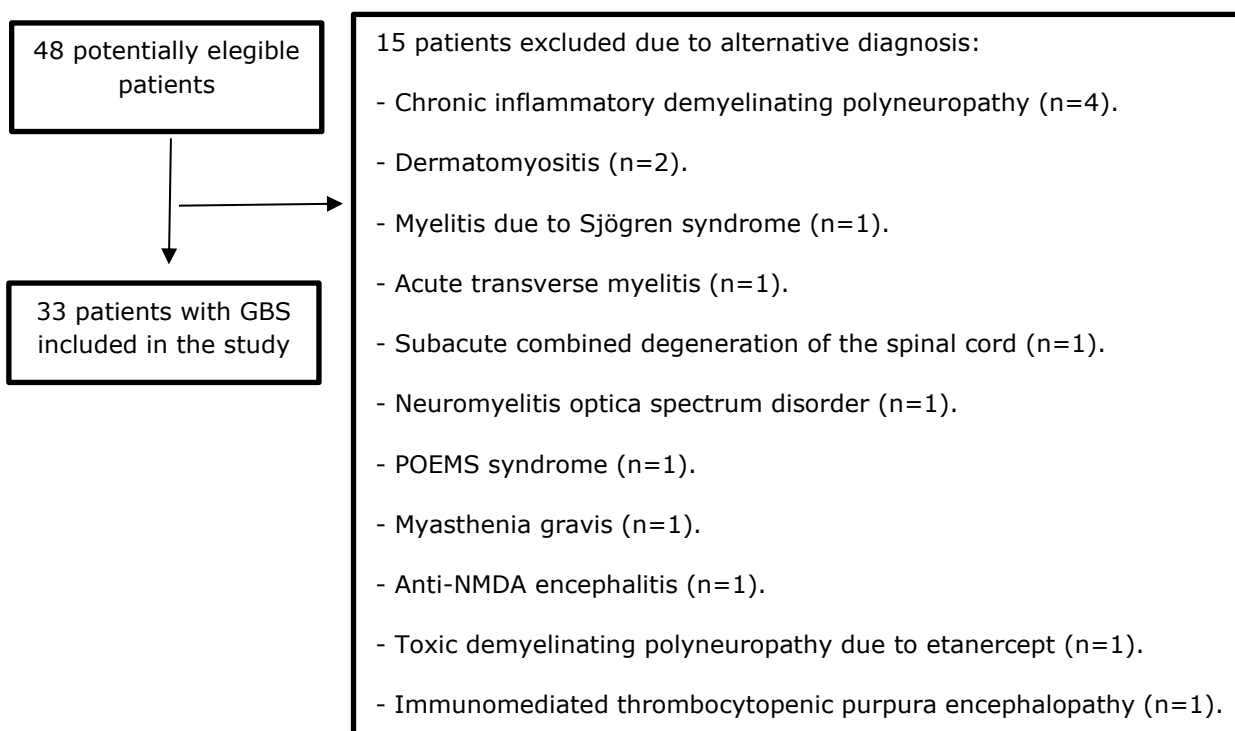 48 potentially elegible
patients
33 patients with GBS
included in the study
15 patients excluded due to alternative diagnosis:
- Chronic inflammatory demyelinating polyneuropathy (n=4).
- Dermatomyositis (n=2).
- Myelitis due to Sjögren syndrome (n=1).
- Acute transverse myelitis (n=1).
- Subacute combined degeneration of the spinal cord (n=1).
- Neuromyelitis optica spectrum disorder (n=1).
- POEMS syndrome (n=1).
- Myasthenia gravis (n=1).
- Anti-NMDA encephalitis (n=1).
- Toxic demyelinating polyneuropathy due to etanercept (n=1).
- Immunomediated thrombocytopenic purpura encephalopathy (n=1).